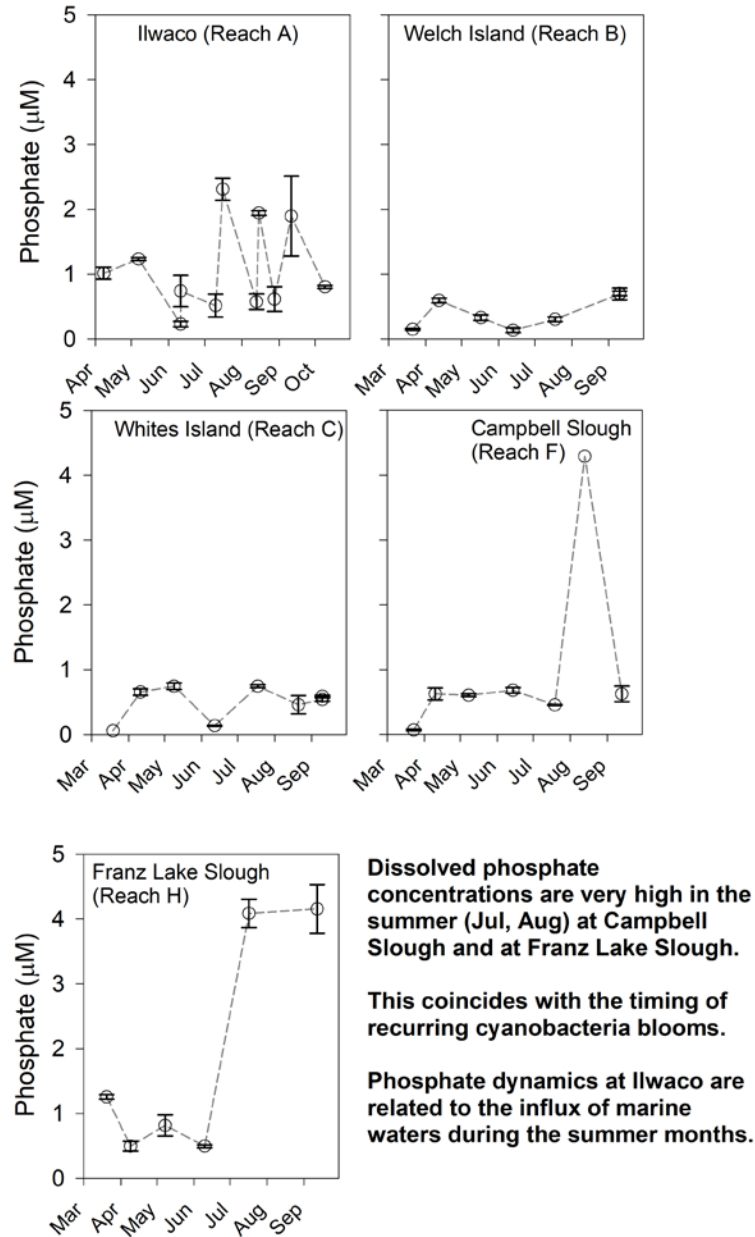 Ilwaco (Reach A)
Phosphate (μM)
5
4
3
2
1
0
Apr
May
Jun
Jul
Aug
Sep
Oct
Welch Island (Reach B)
Mar
Apr
May
Jun
Jul
Aug
Sep
Whites Island (Reach C)
Phosphate (μM)
5
4
3
2
1
0
Mar
Apr
May
Jun
Jul
Aug
Sep
Campbell Slough
(Reach F)
Mar
Apr
May
Jun
Jul
Aug
Sep
Franz Lake Slough
(Reach H)
Phosphate (μM)
5
4
3
2
1
0
Mar
Apr
May
Jun
Jul
Aug
Sep
Dissolved phosphate
concentrations are very high in the
summer (Jul, Aug) at Campbell
Slough and at Franz Lake Slough.
This coincides with the timing of
recurring cyanobacteria blooms.
Phosphate dynamics at Ilwaco are
related to the influx of marine
waters during the summer months.